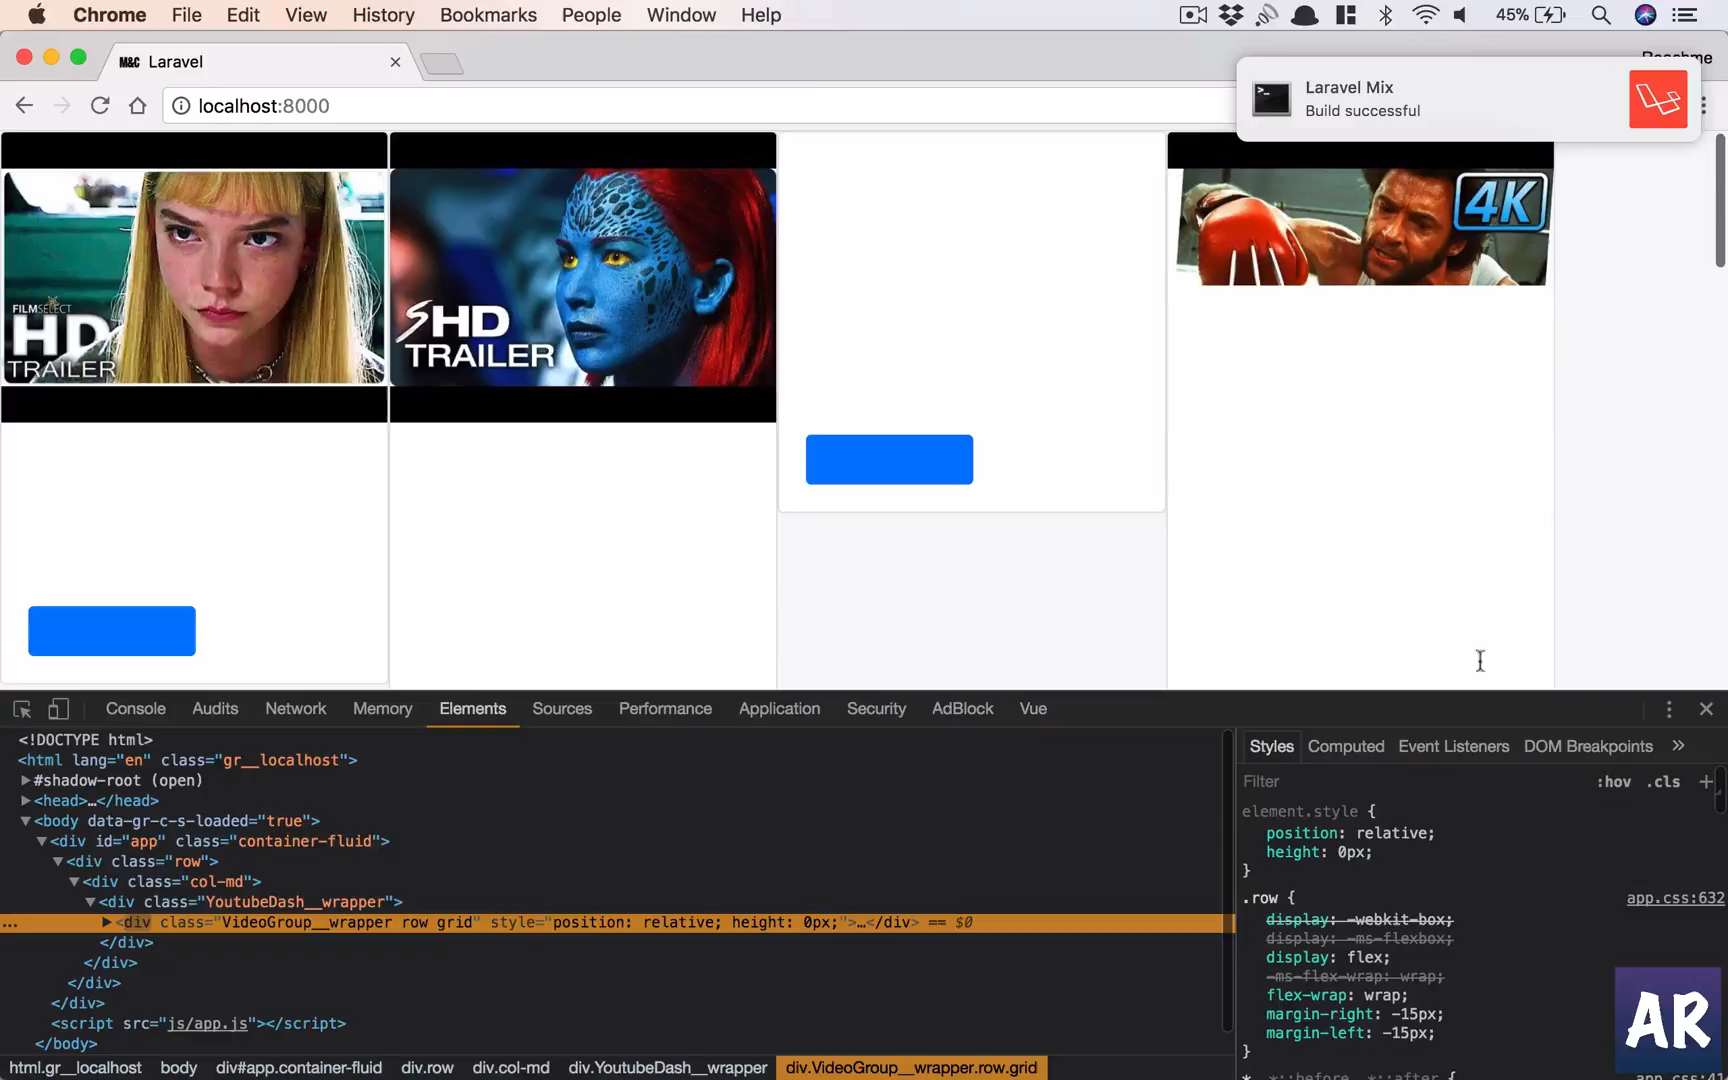 Chrome File Edit View History Bookmarks People Window Help 45%
M&C Laravel
localhost:8000
Laravel Mix
Build successful
FILMSELECT
HD
TRAILER
SHD
TRAILER
4K
Console Audits Network Memory Elements Sources Performance Application Security AdBlock Vue
<!DOCTYPE html>
<html lang="en" class="gr__localhost">
#shadow-root (open)
<head>…</head>
<body data-gr-c-s-loaded="true">
<div id="app" class="container-fluid">
<div class="row">
<div class="col-md">
<div class="YoutubeDash__wrapper">
... <div class="VideoGroup__wrapper row grid" style="position: relative; height: 0px;">…</div> == $0
</div>
</div>
</div>
</div>
<script src="js/app.js"></script>
</body>
html.gr__localhost body div#app.container-fluid div.row div.col-md div.YoutubeDash__wrapper div.VideoGroup__wrapper.row.grid
Styles Computed Event Listeners DOM Breakpoints »
Filter :hov .cls +
element.style {
position: relative;
height: 0px;
}
.row { app.css:632
display: -webkit-box;
display: -ms-flexbox;
display: flex;
-ms-flex-wrap: wrap;
flex-wrap: wrap;
margin-right: -15px;
margin-left: -15px;
}
AR